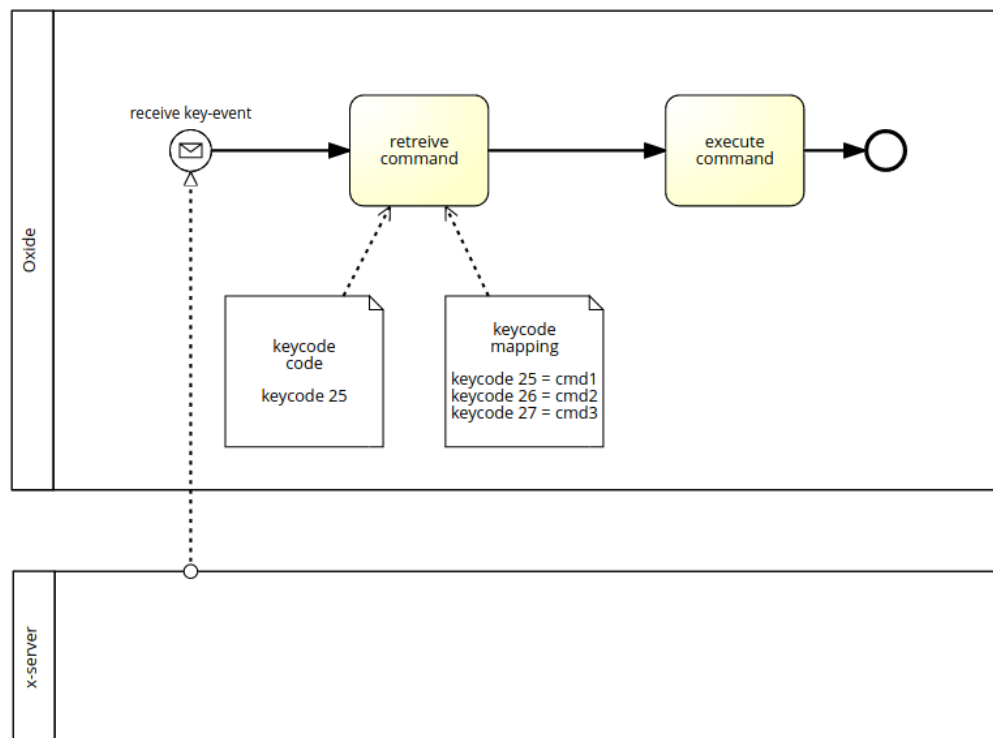 Oxide
receive key-event
retreive
command
execute
command
keycode
code
keycode 25
keycode
mapping
keycode 25 = cmd1
keycode 26 = cmd2
keycode 27 = cmd3
x-server